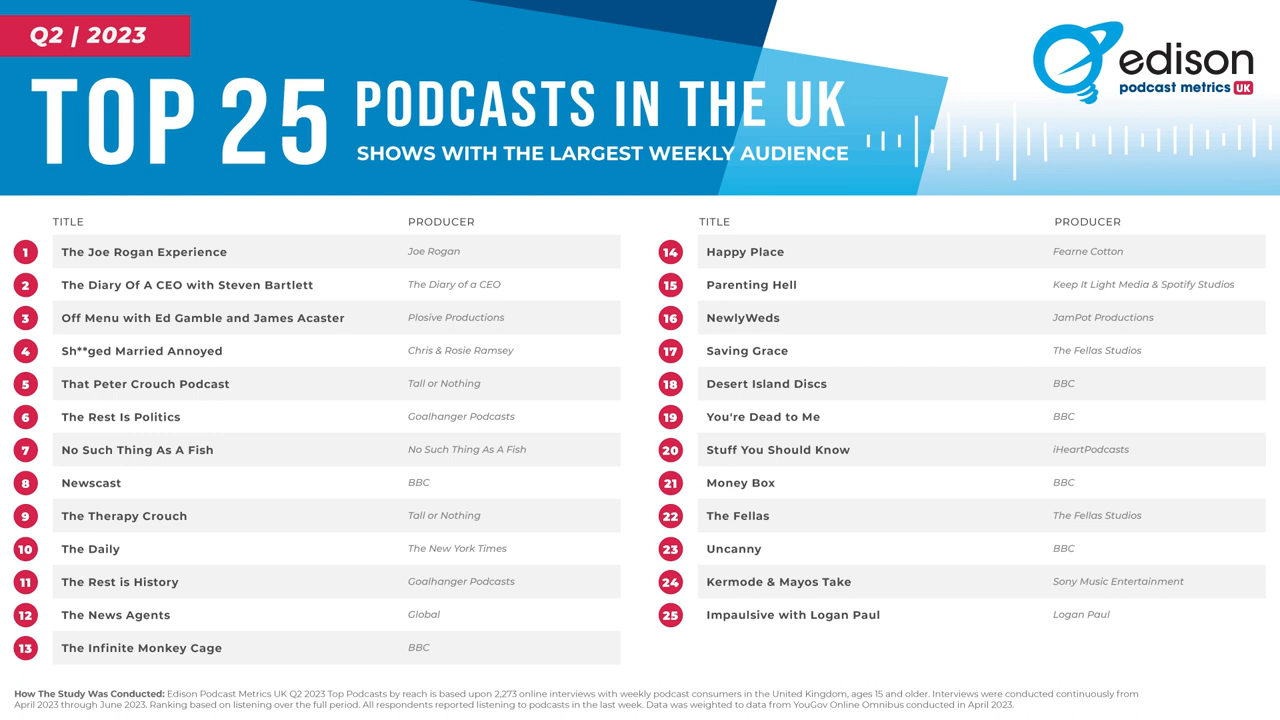 Q2 | 2023
TOP 25 PODCASTS IN THE UK
SHOWS WITH THE LARGEST WEEKLY AUDIENCE
edison
podcast metrics UK
TITLE PRODUCER
1 The Joe Rogan Experience Joe Rogan
2 The Diary Of A CEO with Steven Bartlett The Diary of a CEO
3 Off Menu with Ed Gamble and James Acaster Plosive Productions
4 Sh**ged Married Annoyed Chris & Rosie Ramsey
5 That Peter Crouch Podcast Tall or Nothing
6 The Rest Is Politics Goalhanger Podcasts
7 No Such Thing As A Fish No Such Thing As A Fish
8 Newscast BBC
9 The Therapy Crouch Tall or Nothing
10 The Daily The New York Times
11 The Rest is History Goalhanger Podcasts
12 The News Agents Global
13 The Infinite Monkey Cage BBC
TITLE PRODUCER
14 Happy Place Fearne Cotton
15 Parenting Hell Keep It Light Media & Spotify Studios
16 NewlyWeds JamPot Productions
17 Saving Grace The Fellas Studios
18 Desert Island Discs BBC
19 You're Dead to Me BBC
20 Stuff You Should Know iHeartPodcasts
21 Money Box BBC
22 The Fellas The Fellas Studios
23 Uncanny BBC
24 Kermode & Mayos Take Sony Music Entertainment
25 Impaulsive with Logan Paul Logan Paul
How The Study Was Conducted: Edison Podcast Metrics UK Q2 2023 Top Podcasts by reach is based upon 2,273 online interviews with weekly podcast consumers in the United Kingdom, ages 15 and older. Interviews were conducted continuously from
April 2023 through June 2023. Ranking based on listening over the full period. All respondents reported listening to podcasts in the last week. Data was weighted to data from YouGov Online Omnibus conducted in April 2023.